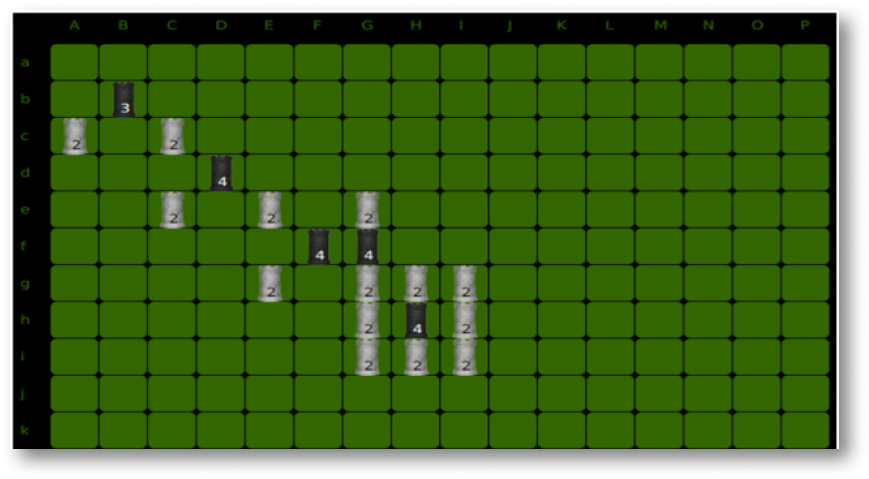 A B C D E F G H I J K L M N O P
a
b 3
c 2 2
d 4
e 2 2 2
f 4 4
g 2 2 2 2
h 2 4 2
i 2 2 2
j
k